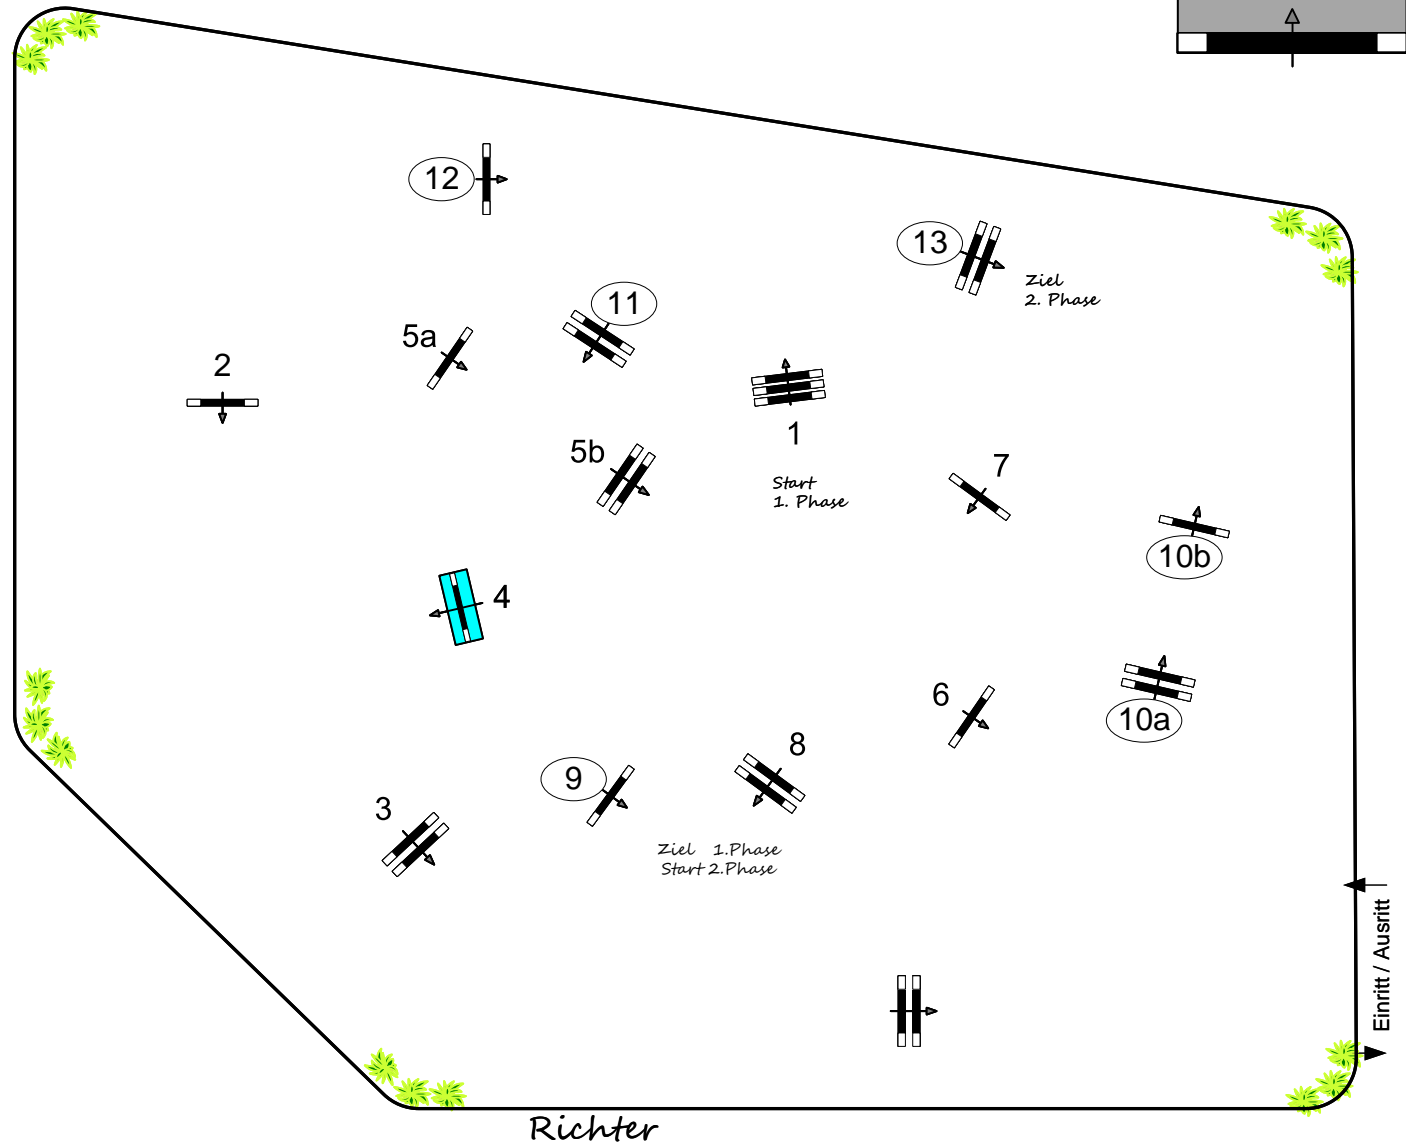 12
13
Ziel
2. Phase
11
5a
2
1
5b
7
Start
1. Phase
10b
4
6
10a
8
9
3
Ziel 1.Phase
Start 2.Phase
Einritt / Ausritt
Richter